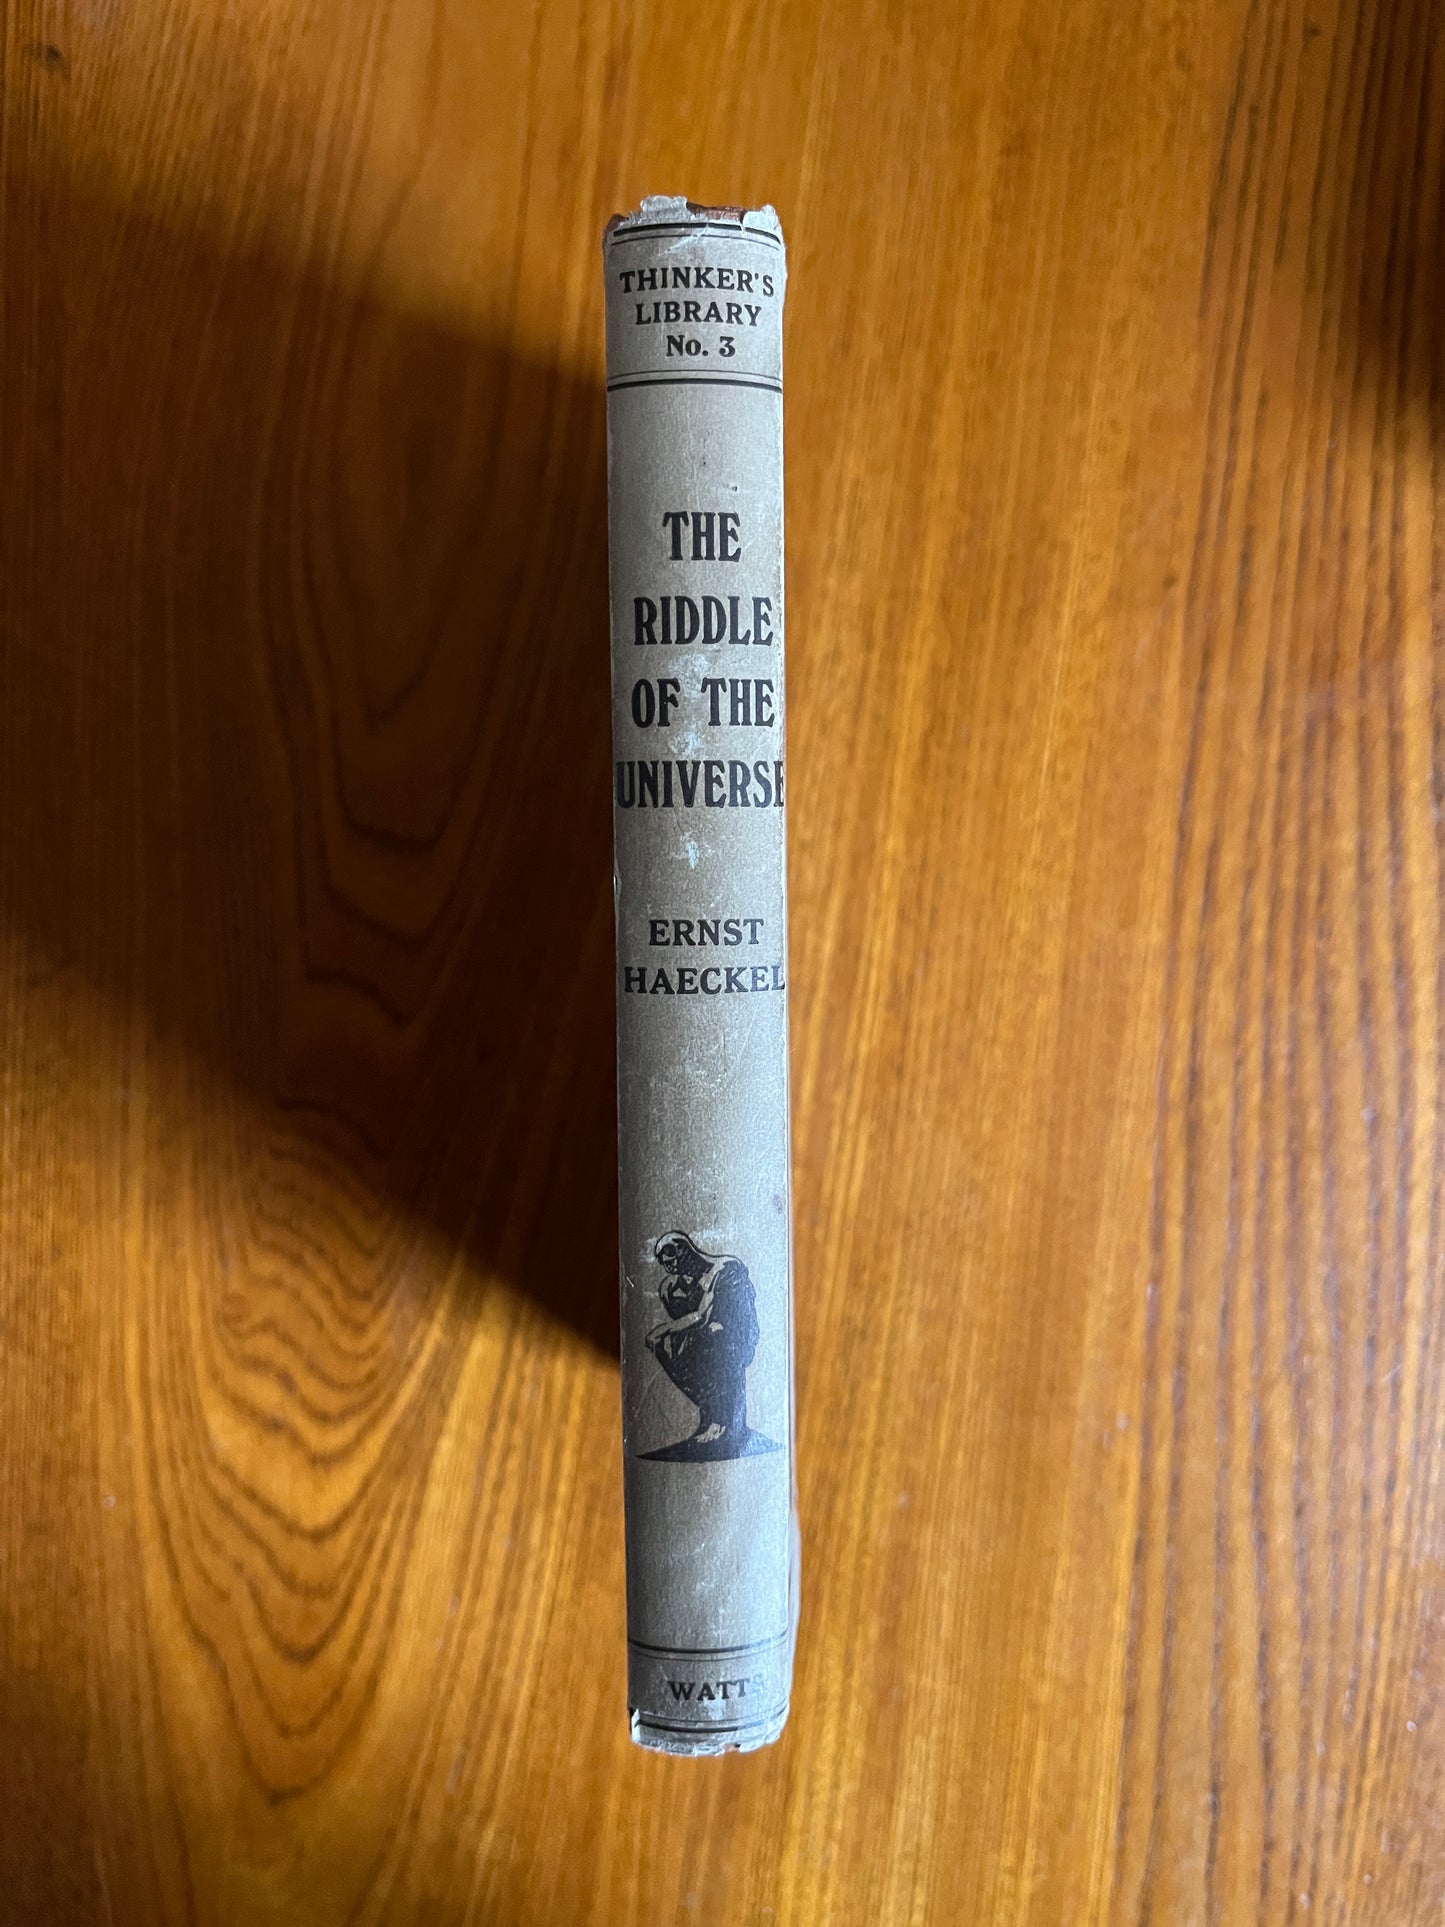 THINKER'S
LIBRARY
No. 3
THE
RIDDLE
OF THE
UNIVERSE
ERNST
HAECKEL
WATTS